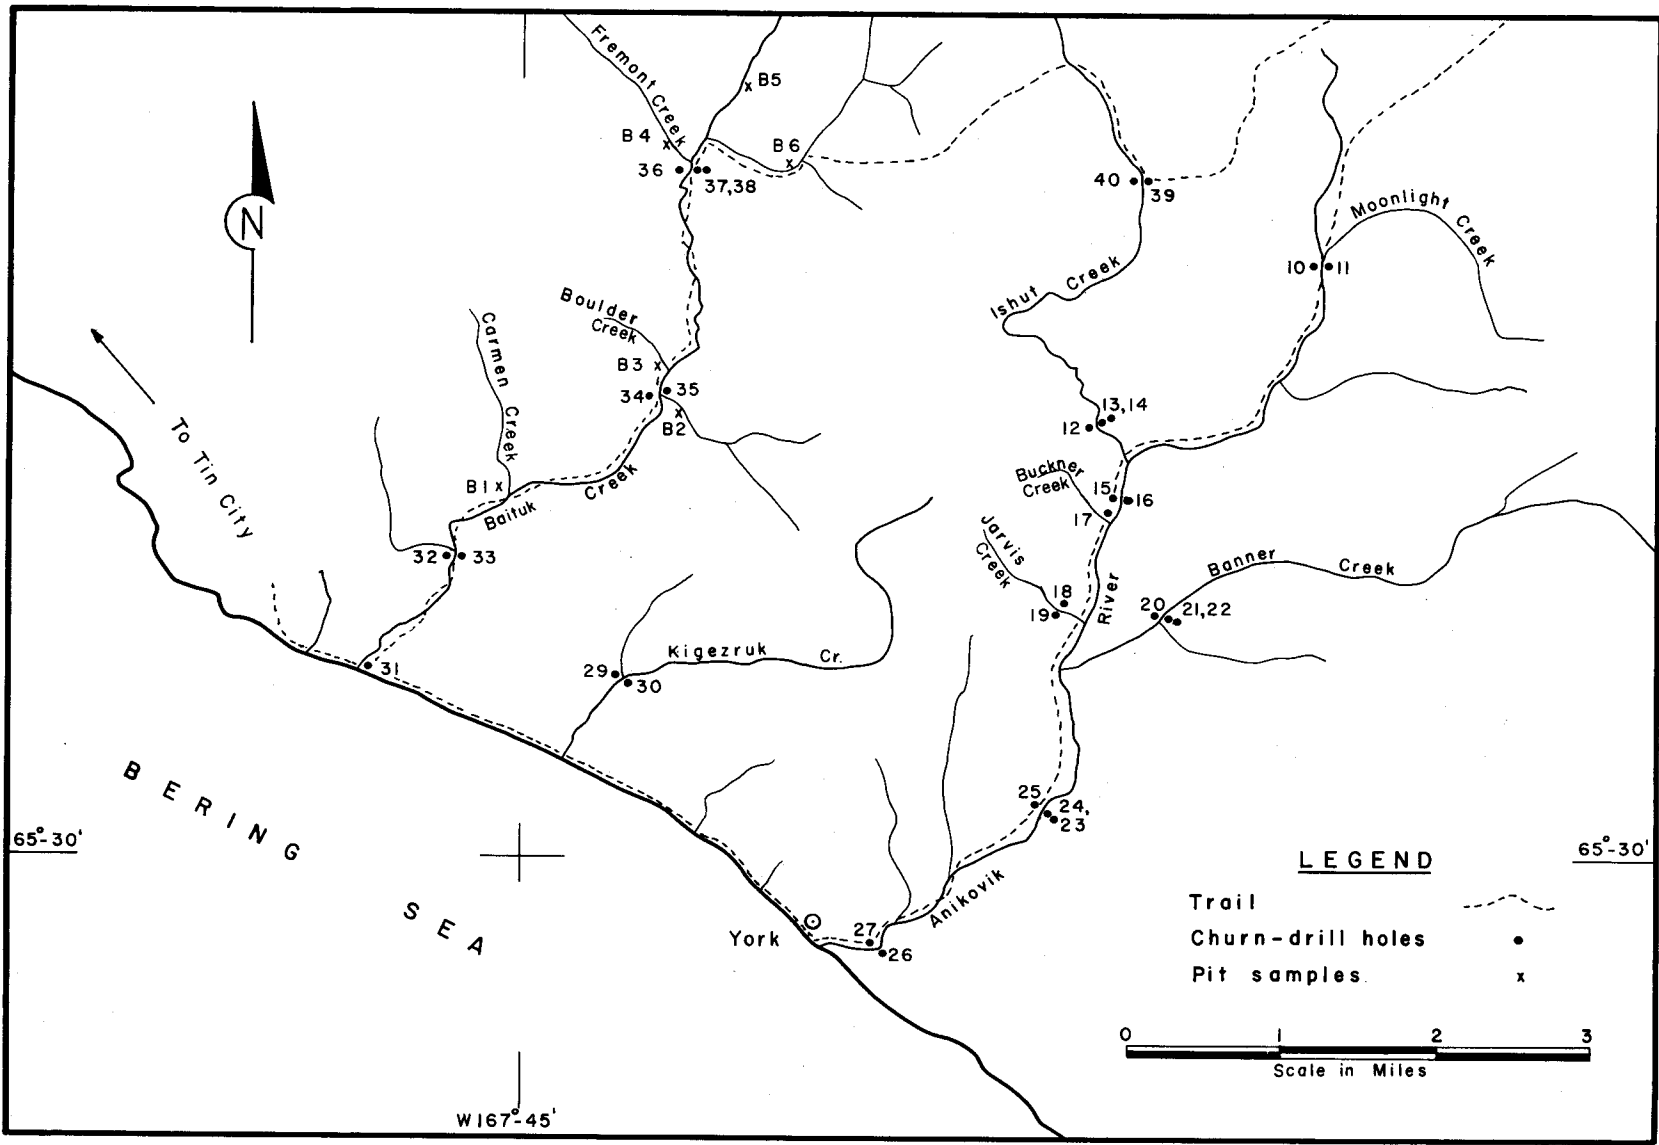 Fremont Creek
B5
B4
B6
36
37,38
40
39
Moonlight Creek
N
10
11
Ishut Creek
Boulder
Creek
Carmen Creek
B3
35
34
B2
13,14
12
To Tin City
B1
Baituk Creek
Buckner
Creek
15
16
17
Jarvis
Creek
32
33
Banner Creek
18
19
River
20
21,22
Kigezruk Cr.
29
30
31
BERING
SEA
25
24,
23
65°-30'
65°-30'
LEGEND
Trail
Churn-drill holes
Pit samples
Anikovik
York
27
26
0 1 2 3
Scale in Miles
W167°-45'